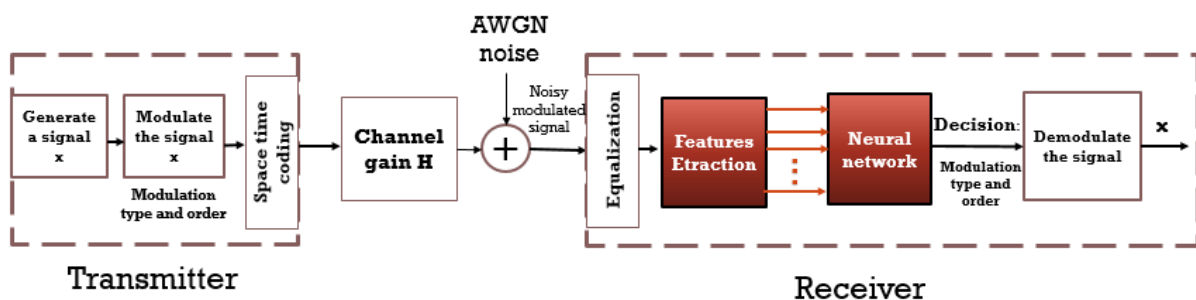 AWGN
noise
Generate
a signal
x
Modulate
the signal
x
Modulation
type and order
Space time
coding
Channel
gain H
+
Noisy
modulated
signal
Equalization
Features
Etraction
Neural
network
Decision:
Modulation
type and
order
Demodulate
the signal
x
Transmitter
Receiver